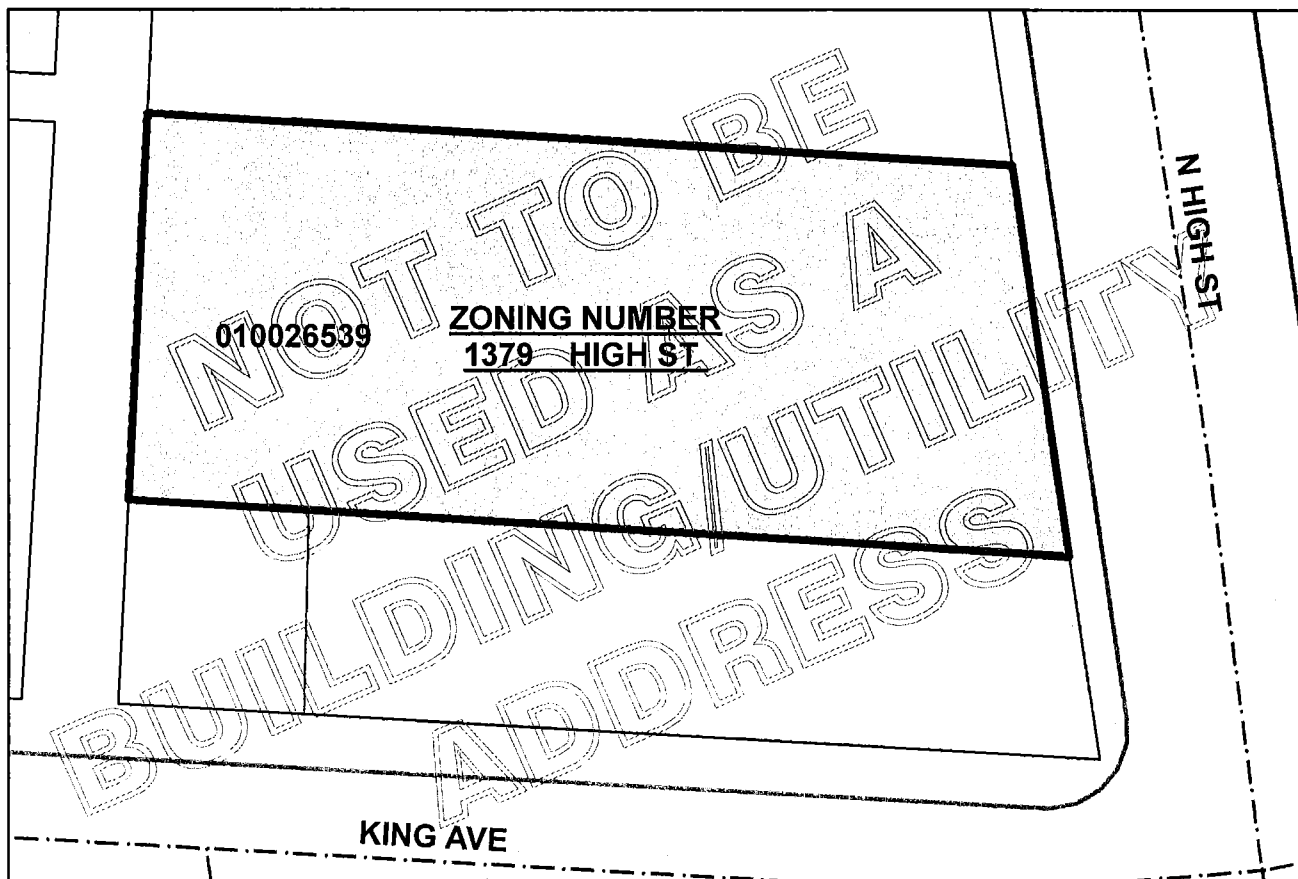 NOT TO BE
USED AS A
BUILDING/UTILITY
ADDRESS
010026539
ZONING NUMBER
1379 HIGH ST
N HIGH ST
KING AVE